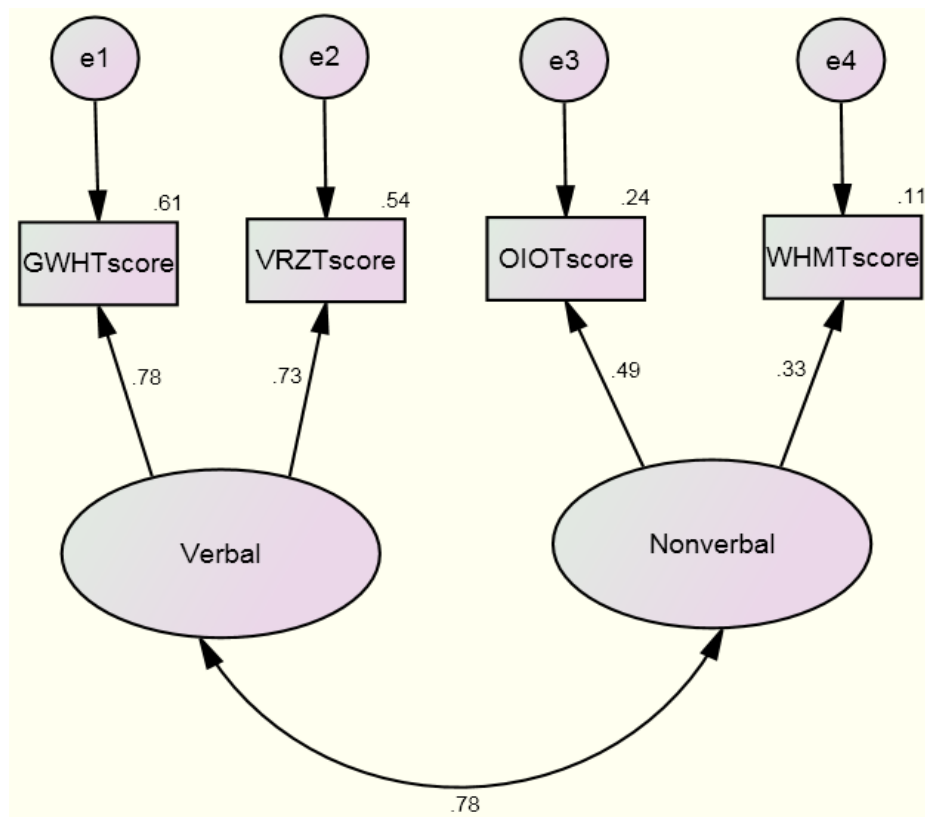 e1
e2
e3
e4
.61
.54
.24
.11
GWHTscore
VRZTscore
OIOTscore
WHMTscore
.78
.73
.49
.33
Verbal
Nonverbal
.78